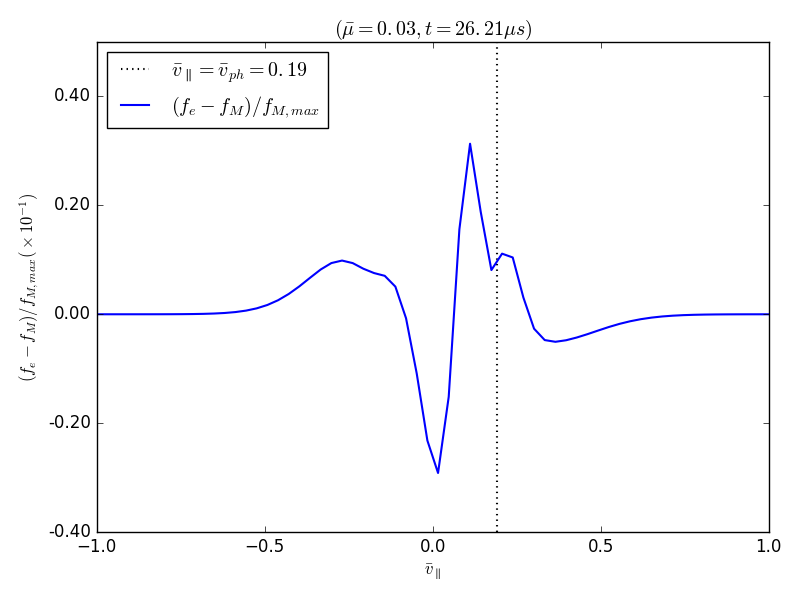 (μ̄ = 0.03, t = 26.21μs)
v̄∥ = v̄ph = 0.19
(fe − fM)/fM,max
0.40
0.20
0.00
-0.20
-0.40
(fe − fM)/fM,max(×10⁻¹)
−1.0 −0.5 0.0 0.5 1.0
v̄∥